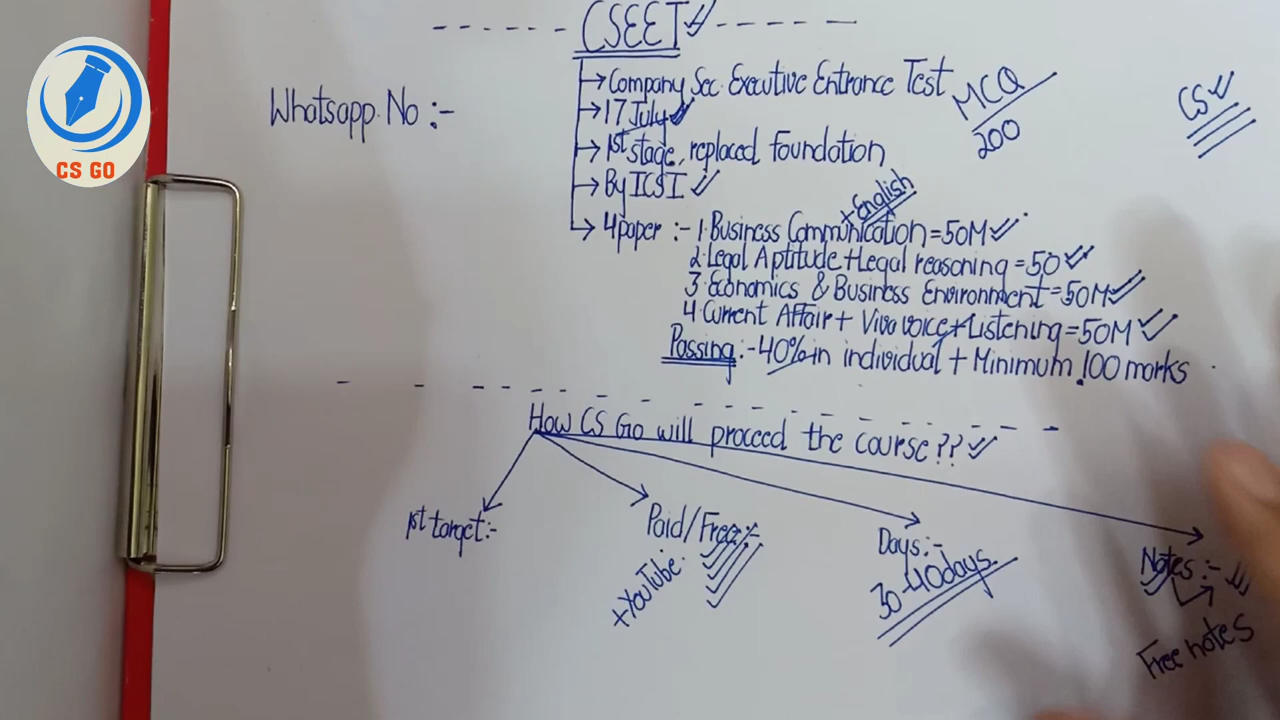 CSEET
Company Sec. Executive Entrance Test
17 July
1st stage, replaced foundation
By ICSI
4 paper :- 1. Business Communication = 50M
+ English
2. Legal Aptitude + Legal reasoning = 50
3. Economics & Business Environment = 50M
4. Current Affair + Viva voice + Listening = 50M
Passing :- 40% in individual + Minimum 100 marks
MCQ
200
CS
Whatsapp No :-
CS GO
How CS Go will proceed the course??
1st target:-
Paid/Free:-
+ YouTube:
Days:-
30-40days.
Notes:-
Free notes